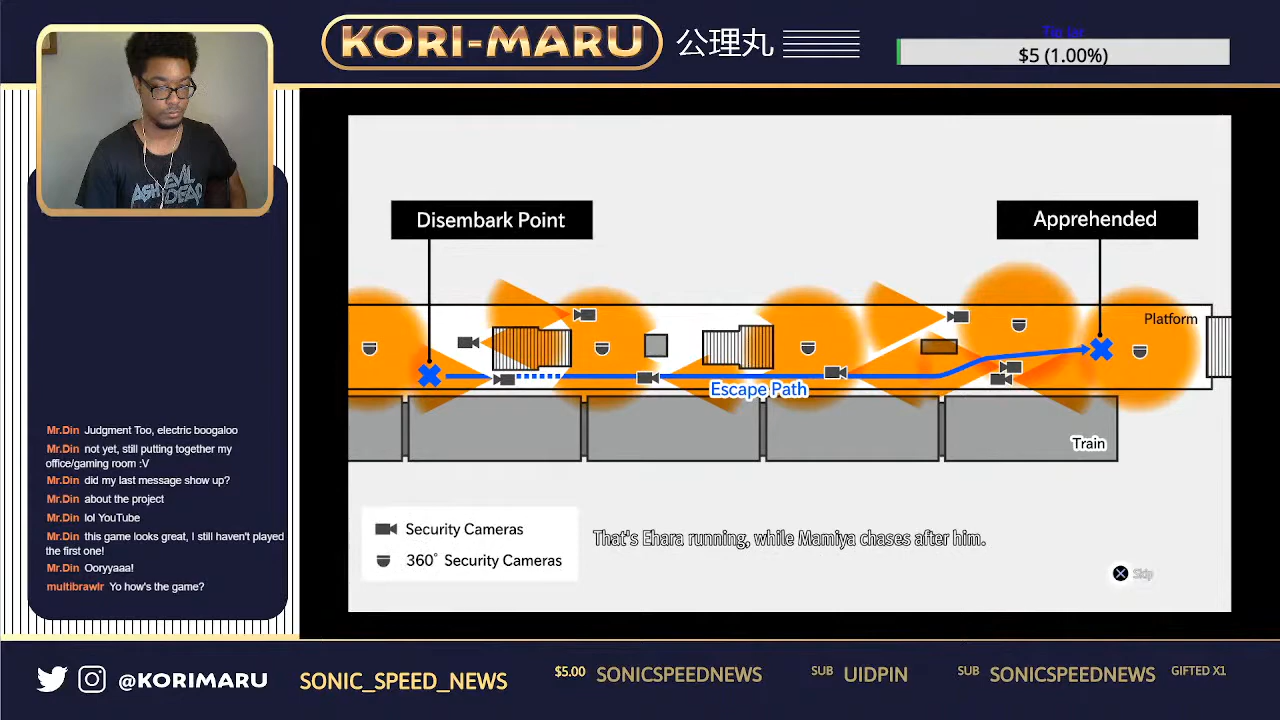 KORI-MARU
公理丸
Tip jar
$5 (1.00%)
EVIL
DEAD
Disembark Point
Apprehended
Platform
Escape Path
Train
Security Cameras
360° Security Cameras
That's Ehara running, while Mamiya chases after him.
Skip
Mr.Din Judgment Too, electric boogaloo
Mr.Din not yet, still putting together my
office/gaming room :V
Mr.Din did my last message show up?
Mr.Din about the project
Mr.Din lol YouTube
Mr.Din this game looks great, I still haven't played
the first one!
Mr.Din Ooryyaaa!
multibrawlr Yo how's the game?
@KORIMARU
SONIC_SPEED_NEWS
$5.00 SONICSPEEDNEWS
SUB UIDPIN
SUB SONICSPEEDNEWS GIFTED X1